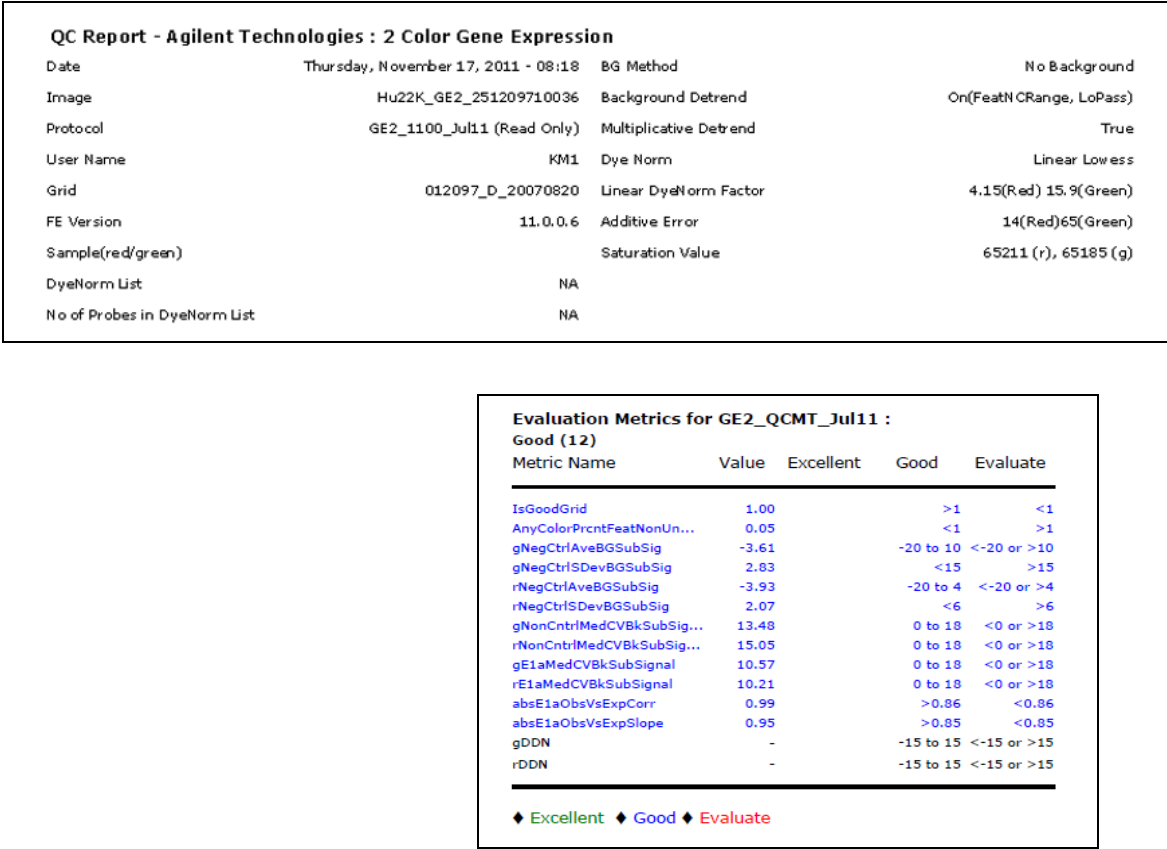 QC Report - Agilent Technologies : 2 Color Gene Expression
Date Thursday, November 17, 2011 - 08:18 BG Method No Background
Image Hu22K_GE2_251209710036 Background Detrend On(FeatNCRange, LoPass)
Protocol GE2_1100_Jul11 (Read Only) Multiplicative Detrend True
User Name KM1 Dye Norm Linear Lowess
Grid 012097_D_20070820 Linear DyeNorm Factor 4.15(Red) 15.9(Green)
FE Version 11.0.0.6 Additive Error 14(Red)65(Green)
Sample(red/green) Saturation Value 65211 (r), 65185 (g)
DyeNorm List NA
No of Probes in DyeNorm List NA
Evaluation Metrics for GE2_QCMT_Jul11 :
Good (12)
Metric Name Value Excellent Good Evaluate
IsGoodGrid 1.00 >1 <1
AnyColorPrcntFeatNonUn... 0.05 <1 >1
gNegCtrlAveBGSubSig -3.61 -20 to 10 <-20 or >10
gNegCtrlSDevBGSubSig 2.83 <15 >15
rNegCtrlAveBGSubSig -3.93 -20 to 4 <-20 or >4
rNegCtrlSDevBGSubSig 2.07 <6 >6
gNonCntrlMedCVBkSubSig... 13.48 0 to 18 <0 or >18
rNonCntrlMedCVBkSubSig... 15.05 0 to 18 <0 or >18
gE1aMedCVBkSubSignal 10.57 0 to 18 <0 or >18
rE1aMedCVBkSubSignal 10.21 0 to 18 <0 or >18
absE1aObsVsExpCorr 0.99 >0.86 <0.86
absE1aObsVsExpSlope 0.95 >0.85 <0.85
gDDN - -15 to 15 <-15 or >15
rDDN - -15 to 15 <-15 or >15
♦ Excellent ♦ Good ♦ Evaluate